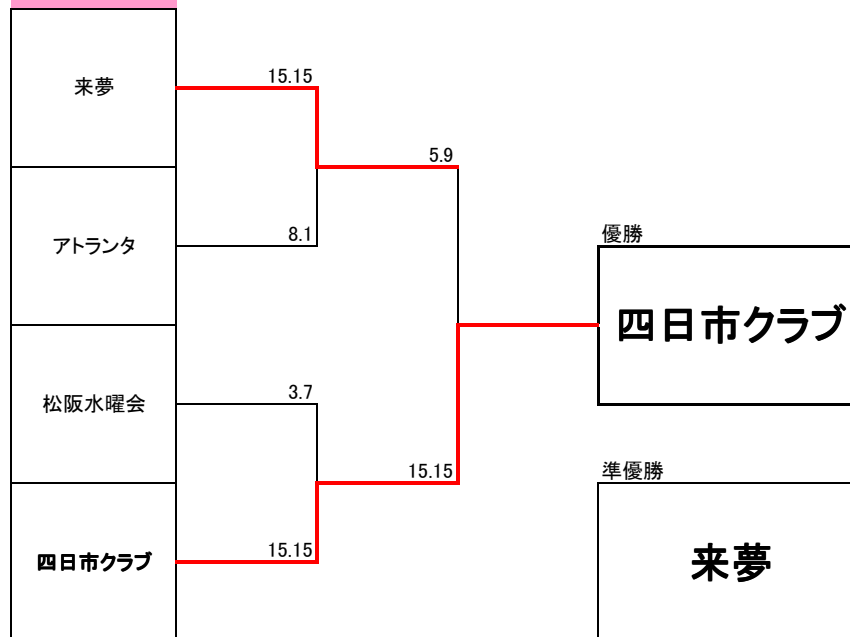 15.15
来夢
5.9
アトランタ
8.1
優勝
四日市クラブ
3.7
松阪水曜会
15.15
準優勝
15.15
四日市クラブ
来夢